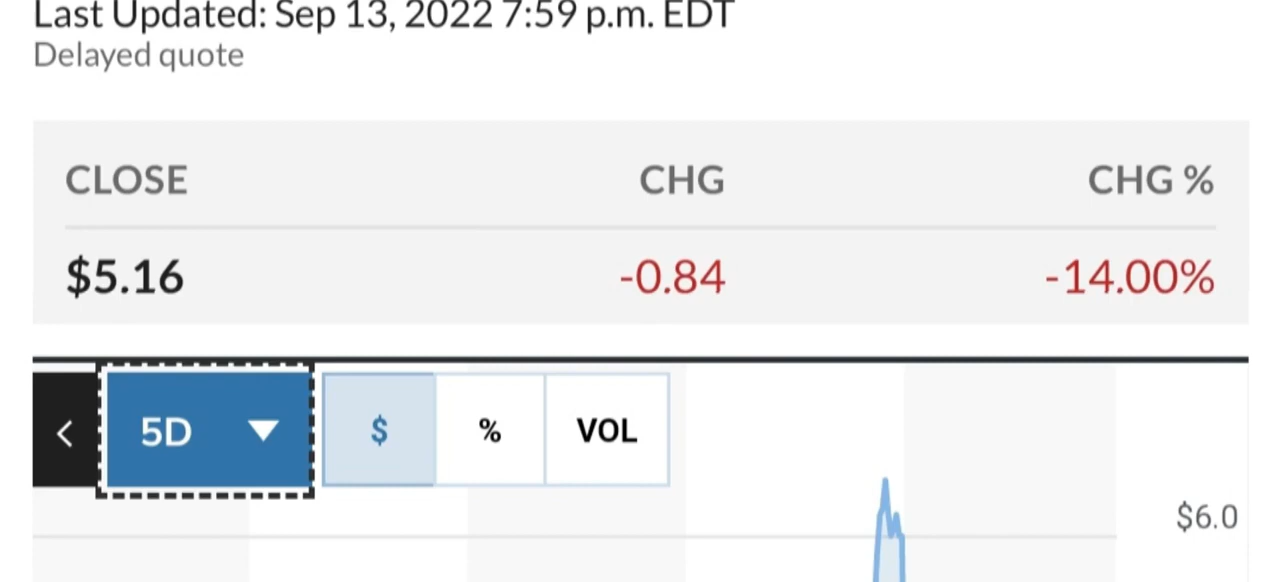 Last Updated: Sep 13, 2022 7:59 p.m. EDT
Delayed quote
CLOSE CHG CHG %
$5.16 -0.84 -14.00%
5D $ % VOL
$6.0